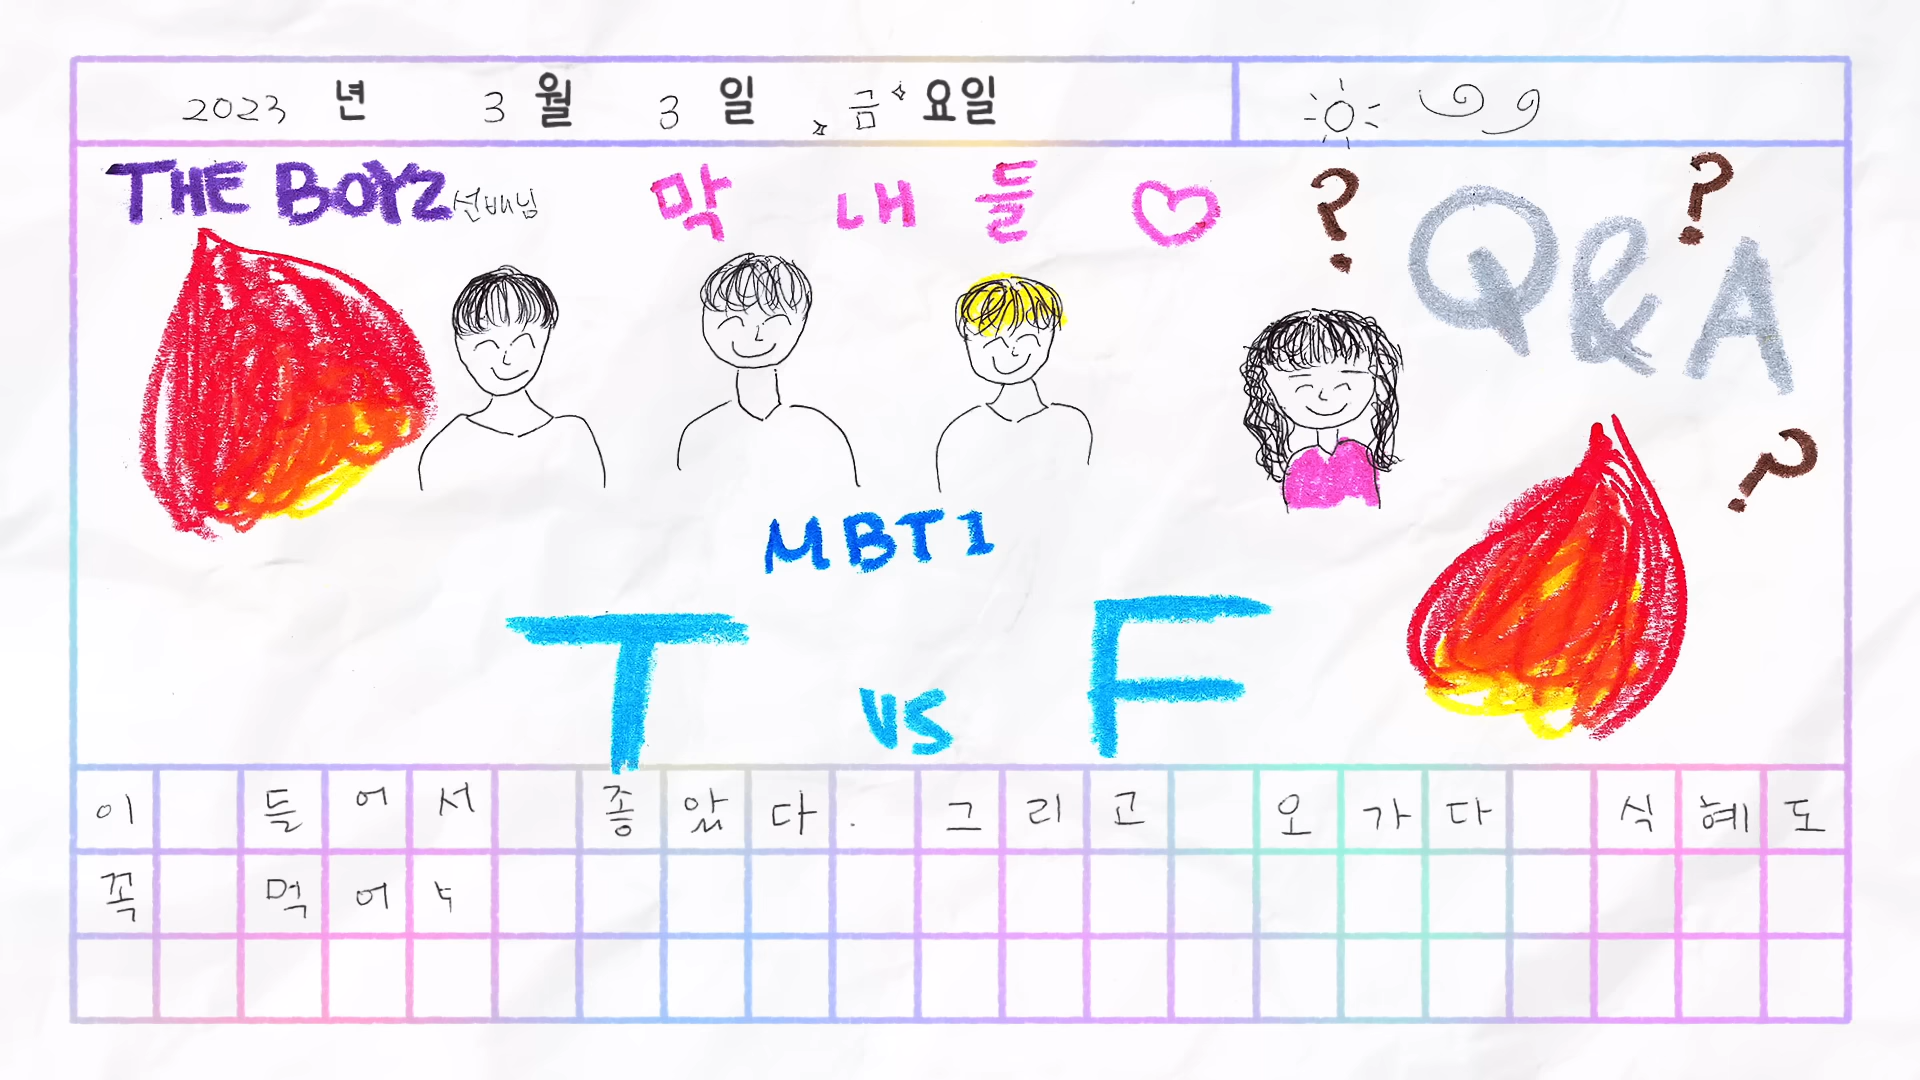 2023 년 3 월 3 일 금 요일
THE BOYZ 선배님 막내들 ♡ ? Q&A ?
?
MBTI
T vs F
이 들어서 좋았다. 그리고 오가다 식혜도
꼭 먹어